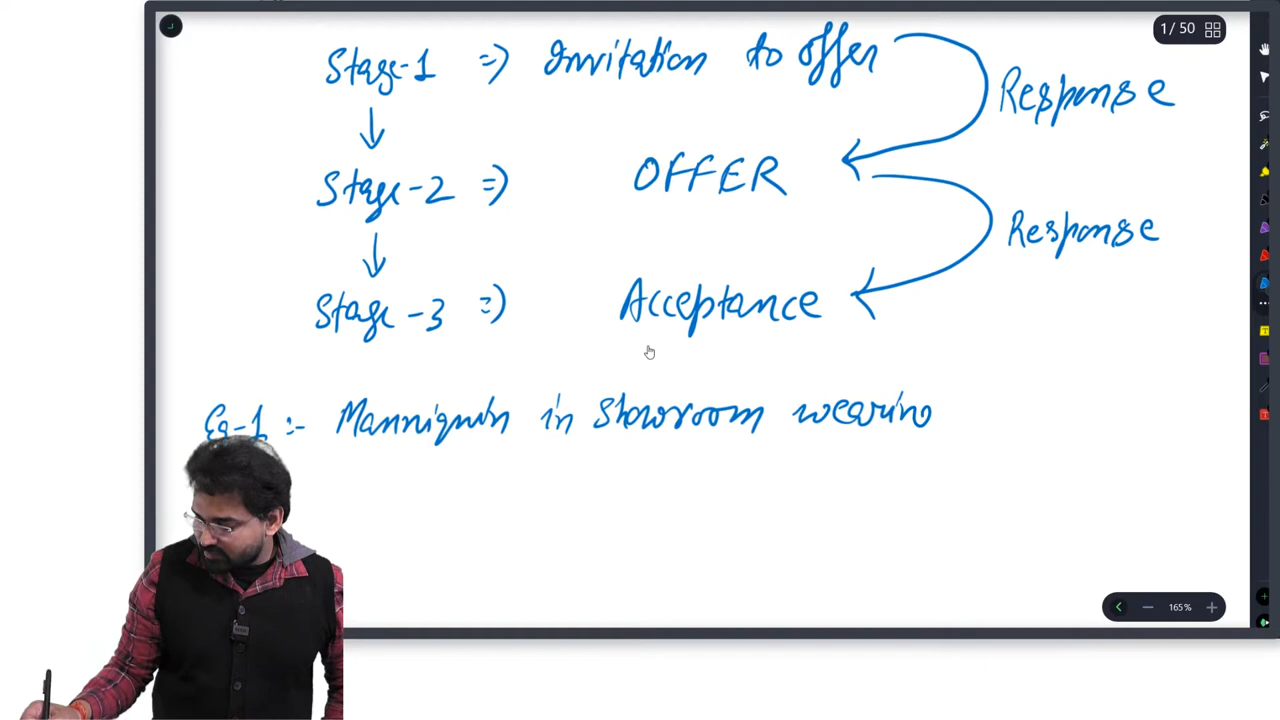 1 / 50
Stage-1 => Invitation to offer
Response
Stage-2 => OFFER
Response
Stage-3 => Acceptance
Eg-1 :- Manniquin in Showroom wearing
165%